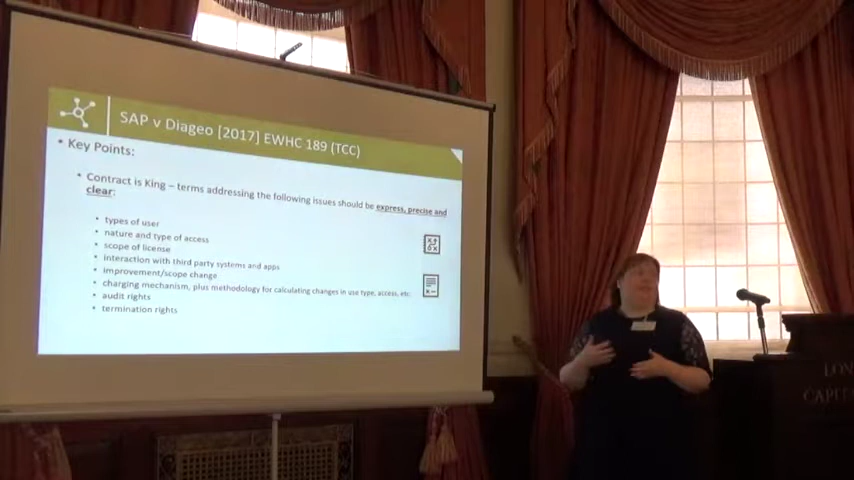 SAP v Diageo [2017] EWHC 189 (TCC)
• Key Points:
• Contract is King – terms addressing the following issues should be express, precise and
clear:
• types of user
• nature and type of access
• scope of license
• interaction with third party systems and apps
• improvement/scope change
• charging mechanism, plus methodology for calculating changes in use type, access, etc.
• audit rights
• termination rights
LON
CAPITA